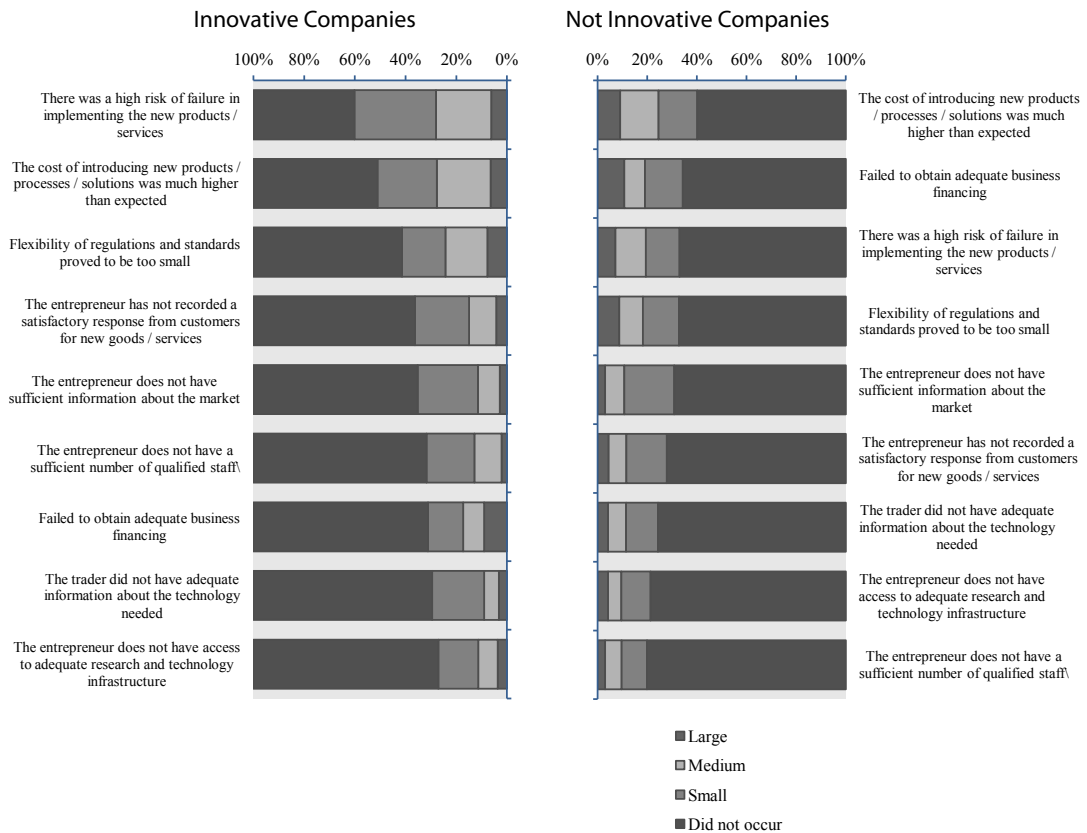 Innovative Companies
Not Innovative Companies
100% 80% 60% 40% 20% 0%
0% 20% 40% 60% 80% 100%
There was a high risk of failure in
implementing the new products /
services
The cost of introducing new products /
processes / solutions was much higher
than expected
Flexibility of regulations and standards
proved to be too small
The entrepreneur has not recorded a
satisfactory response from customers
for new goods / services
The entrepreneur does not have
sufficient information about the market
The entrepreneur does not have a
sufficient number of qualified staff\
Failed to obtain adequate business
financing
The trader did not have adequate
information about the technology
needed
The entrepreneur does not have access
to adequate research and technology
infrastructure
The cost of introducing new products
/ processes / solutions was much
higher than expected
Failed to obtain adequate business
financing
There was a high risk of failure in
implementing the new products /
services
Flexibility of regulations and
standards proved to be too small
The entrepreneur does not have
sufficient information about the
market
The entrepreneur has not recorded a
satisfactory response from customers
for new goods / services
The trader did not have adequate
information about the technology
needed
The entrepreneur does not have
access to adequate research and
technology infrastructure
The entrepreneur does not have a
sufficient number of qualified staff\
Large
Medium
Small
Did not occur